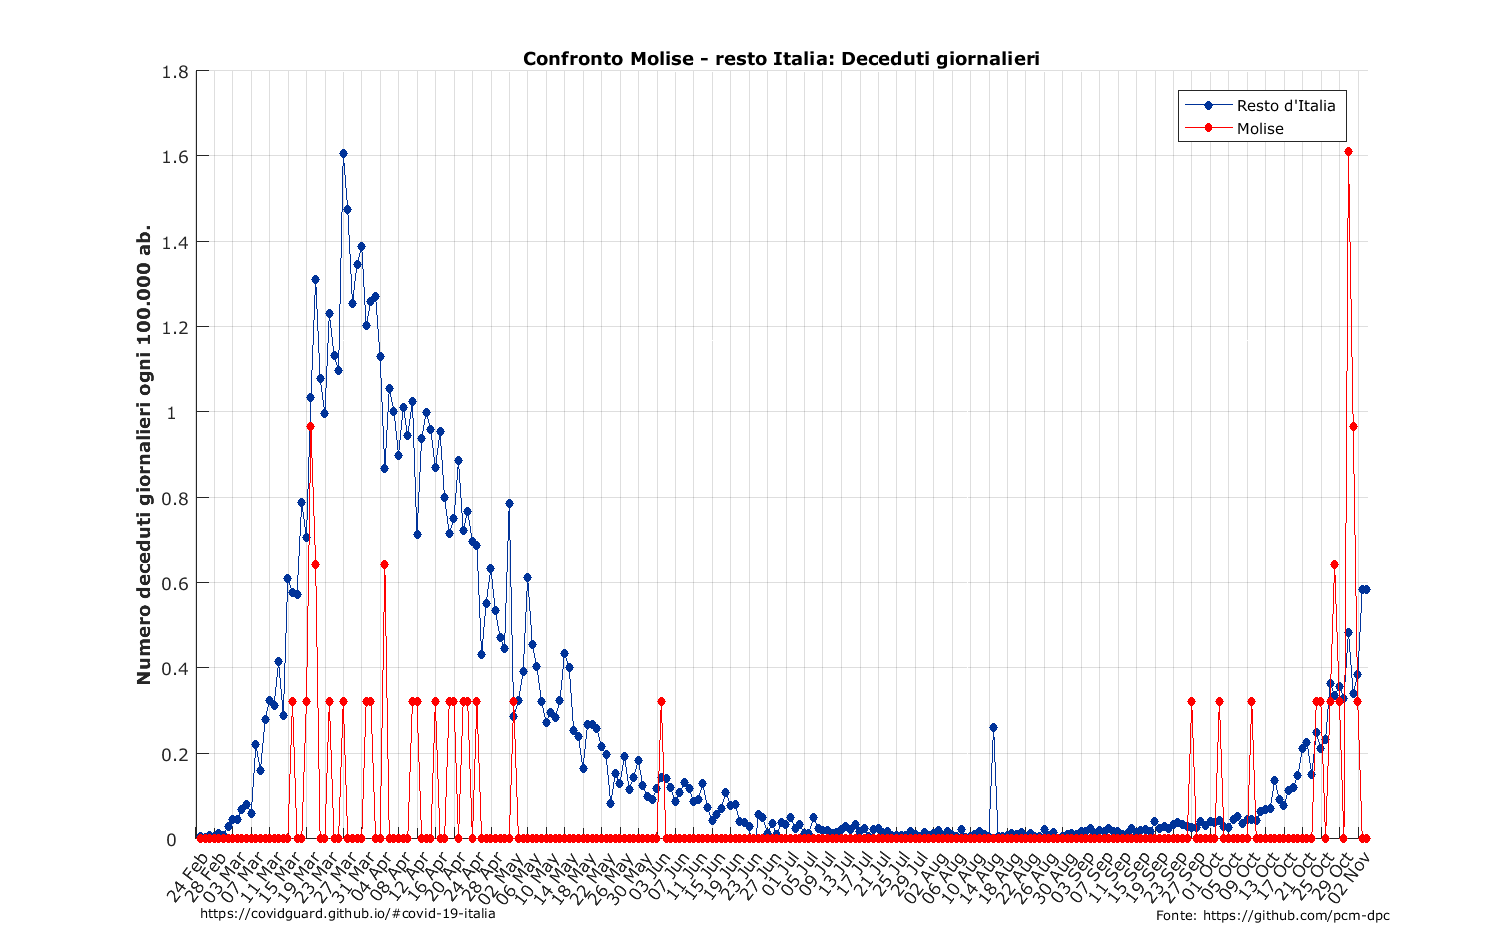 Confronto Molise - resto Italia: Deceduti giornalieri
Numero deceduti giornalieri ogni 100.000 ab.
1.8
1.6
1.4
1.2
1
0.8
0.6
0.4
0.2
0
Resto d'Italia
Molise
24 Feb
28 Feb
03 Mar
07 Mar
11 Mar
15 Mar
19 Mar
23 Mar
27 Mar
31 Mar
04 Apr
08 Apr
12 Apr
16 Apr
20 Apr
24 Apr
28 Apr
02 May
06 May
10 May
14 May
18 May
22 May
26 May
30 May
03 Jun
07 Jun
11 Jun
15 Jun
19 Jun
23 Jun
27 Jun
01 Jul
05 Jul
09 Jul
13 Jul
17 Jul
21 Jul
25 Jul
29 Jul
02 Aug
06 Aug
10 Aug
14 Aug
18 Aug
22 Aug
26 Aug
30 Aug
03 Sep
07 Sep
11 Sep
15 Sep
19 Sep
23 Sep
27 Sep
01 Oct
05 Oct
09 Oct
13 Oct
17 Oct
21 Oct
25 Oct
29 Oct
02 Nov
https://covidguard.github.io/#covid-19-italia
Fonte: https://github.com/pcm-dpc